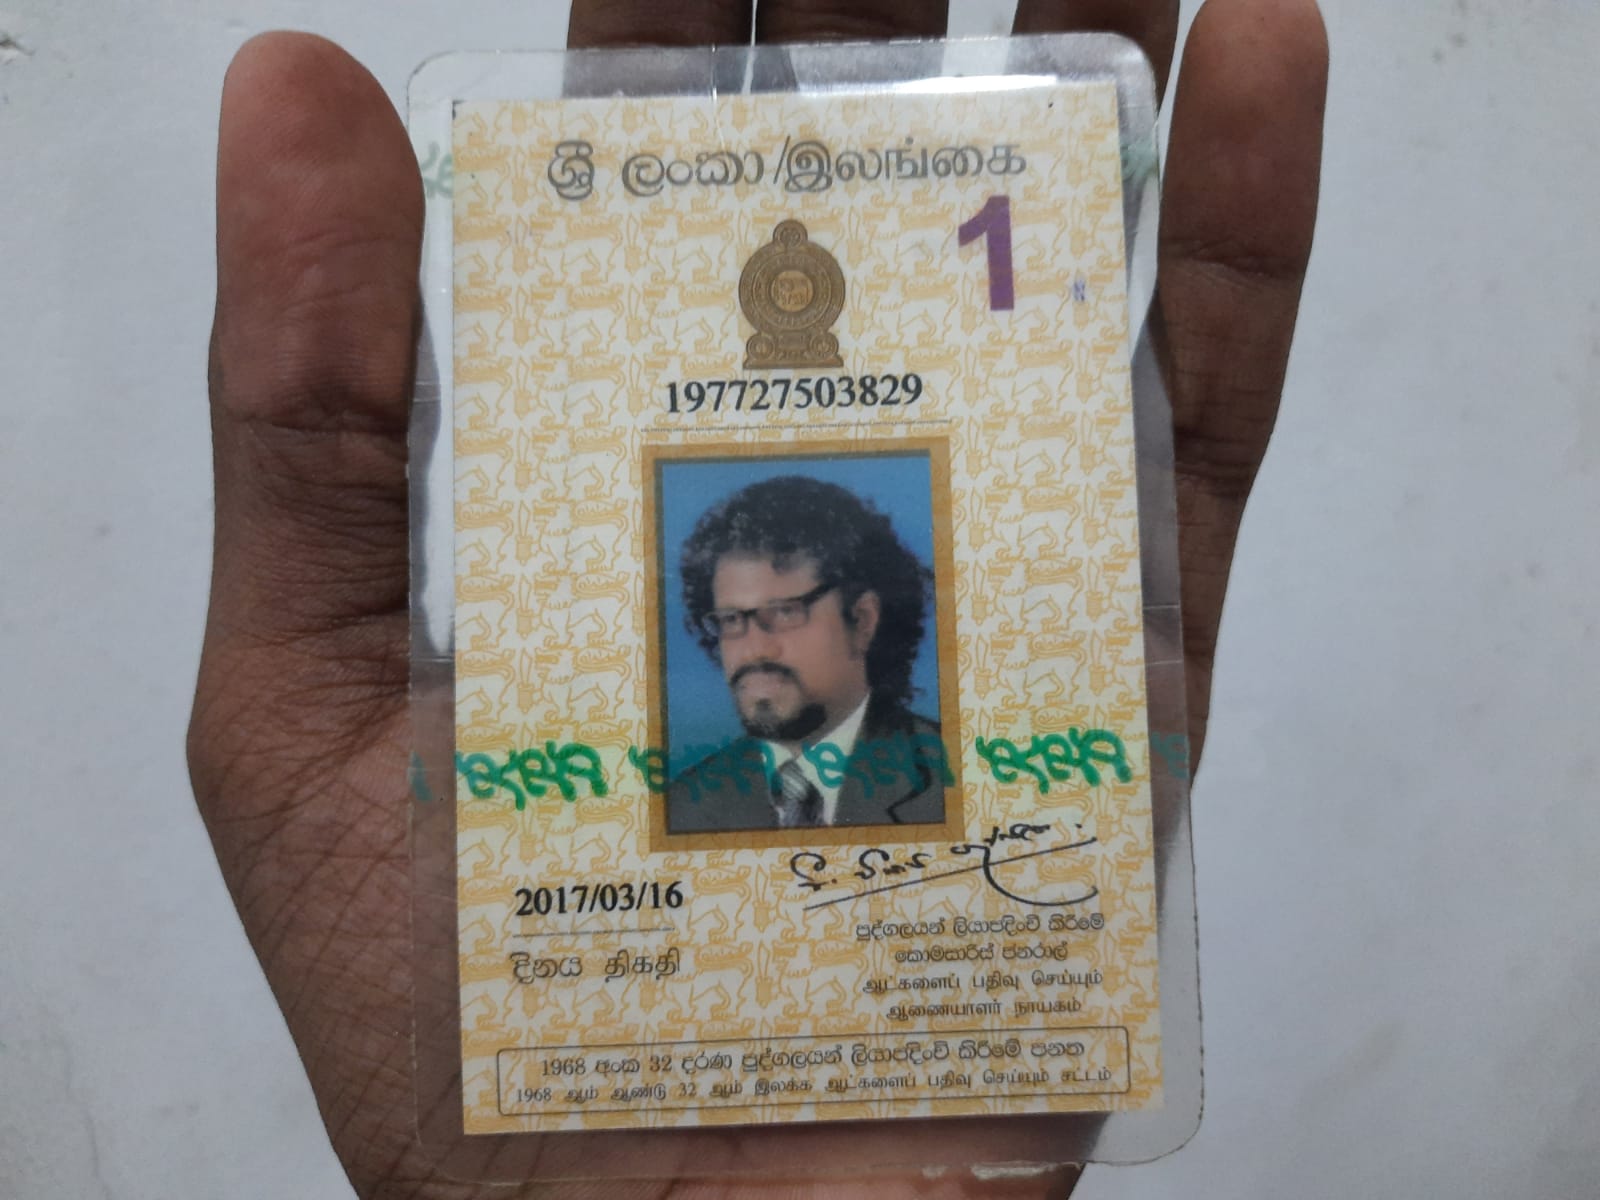 ශ්‍රී ලංකා/இலங்கை
1
197727503829
2017/03/16
දිනය திகதி
පුද්ගලයන් ලියාපදිංචි කිරීමේ
කොමසාරිස් ජනරාල්
ஆட்களைப் பதிவு செய்யும்
ஆணையாளர் நாயகம்
1968 අංක 32 දරණ පුද්ගලයන් ලියාපදිංචි කිරීමේ පනත
1968 ஆம் ஆண்டு 32 ஆம் இலக்க ஆட்களைப் பதிவு செய்யும் சட்டம்